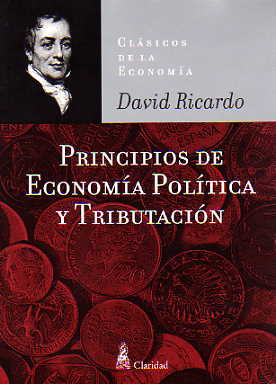 CLÁSICOS
DE LA
ECONOMÍA
David Ricardo
PRINCIPIOS DE
ECONOMÍA POLÍTICA
Y TRIBUTACIÓN
Claridad